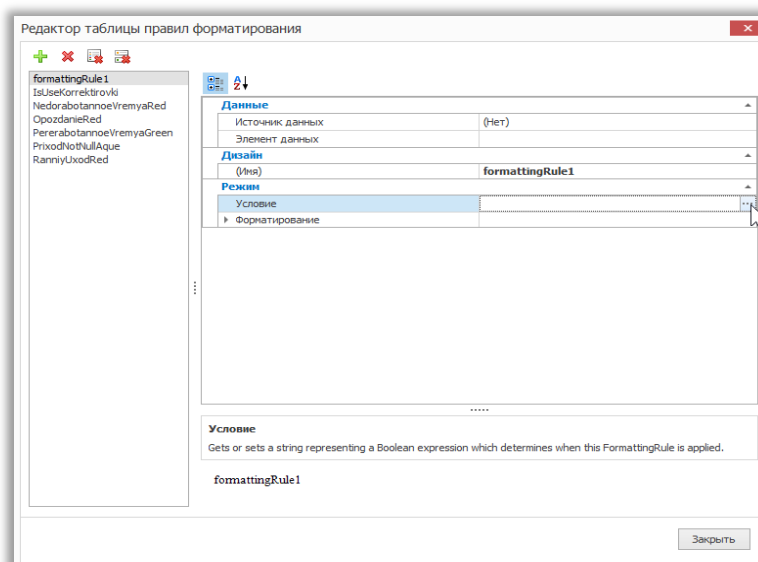 Редактор таблицы правил форматирования
formattingRule1
IsUseKorrektirovki
NedorabotannoeVremyaRed
OpozdanieRed
PererabotannoeVremyaGreen
PrixodNotNullAque
RanniyUxodRed
Данные
Источник данных (Нет)
Элемент данных
Дизайн
(Имя) formattingRule1
Режим
Условие
Форматирование
Условие
Gets or sets a string representing a Boolean expression which determines when this FormattingRule is applied.
formattingRule1
Закрыть